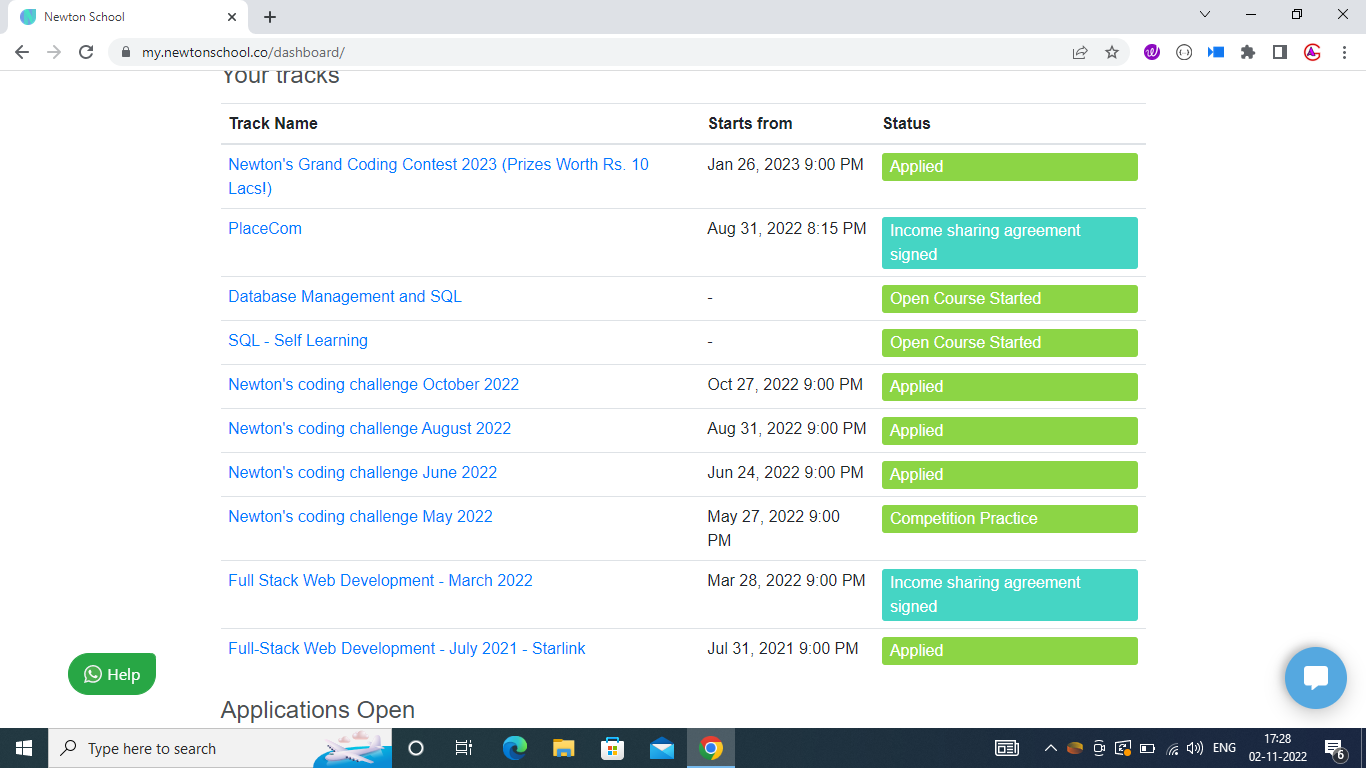 Newton School
my.newtonschool.co/dashboard/
Your tracks
Track Name Starts from Status
Newton's Grand Coding Contest 2023 (Prizes Worth Rs. 10 Jan 26, 2023 9:00 PM Applied
Lacs!)
PlaceCom Aug 31, 2022 8:15 PM Income sharing agreement
signed
Database Management and SQL - Open Course Started
SQL - Self Learning - Open Course Started
Newton's coding challenge October 2022 Oct 27, 2022 9:00 PM Applied
Newton's coding challenge August 2022 Aug 31, 2022 9:00 PM Applied
Newton's coding challenge June 2022 Jun 24, 2022 9:00 PM Applied
Newton's coding challenge May 2022 May 27, 2022 9:00 Competition Practice
PM
Full Stack Web Development - March 2022 Mar 28, 2022 9:00 PM Income sharing agreement
signed
Full-Stack Web Development - July 2021 - Starlink Jul 31, 2021 9:00 PM Applied
Help
Applications Open
Type here to search
ENG
17:28
02-11-2022
6